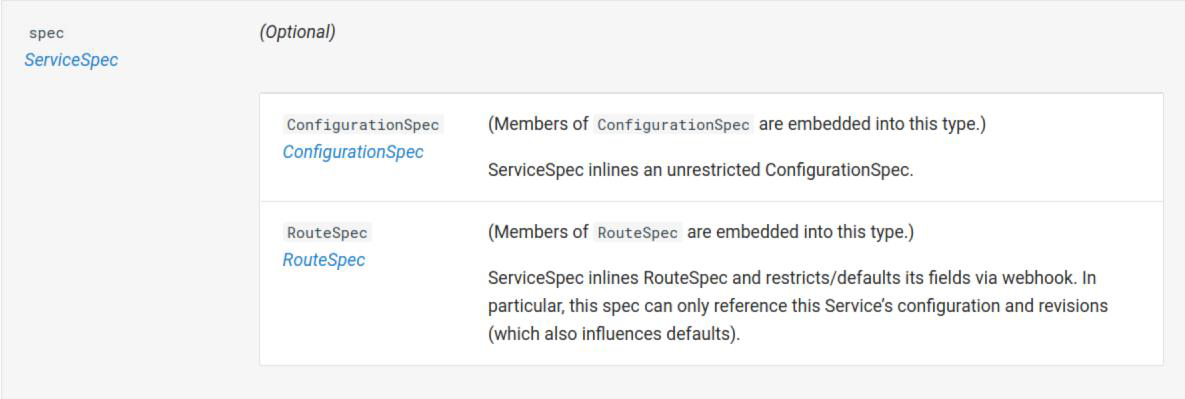 spec
(Optional)
ServiceSpec
ConfigurationSpec
(Members of ConfigurationSpec are embedded into this type.)
ConfigurationSpec
ServiceSpec inlines an unrestricted ConfigurationSpec.
RouteSpec
(Members of RouteSpec are embedded into this type.)
RouteSpec
ServiceSpec inlines RouteSpec and restricts/defaults its fields via webhook. In
particular, this spec can only reference this Service’s configuration and revisions
(which also influences defaults).